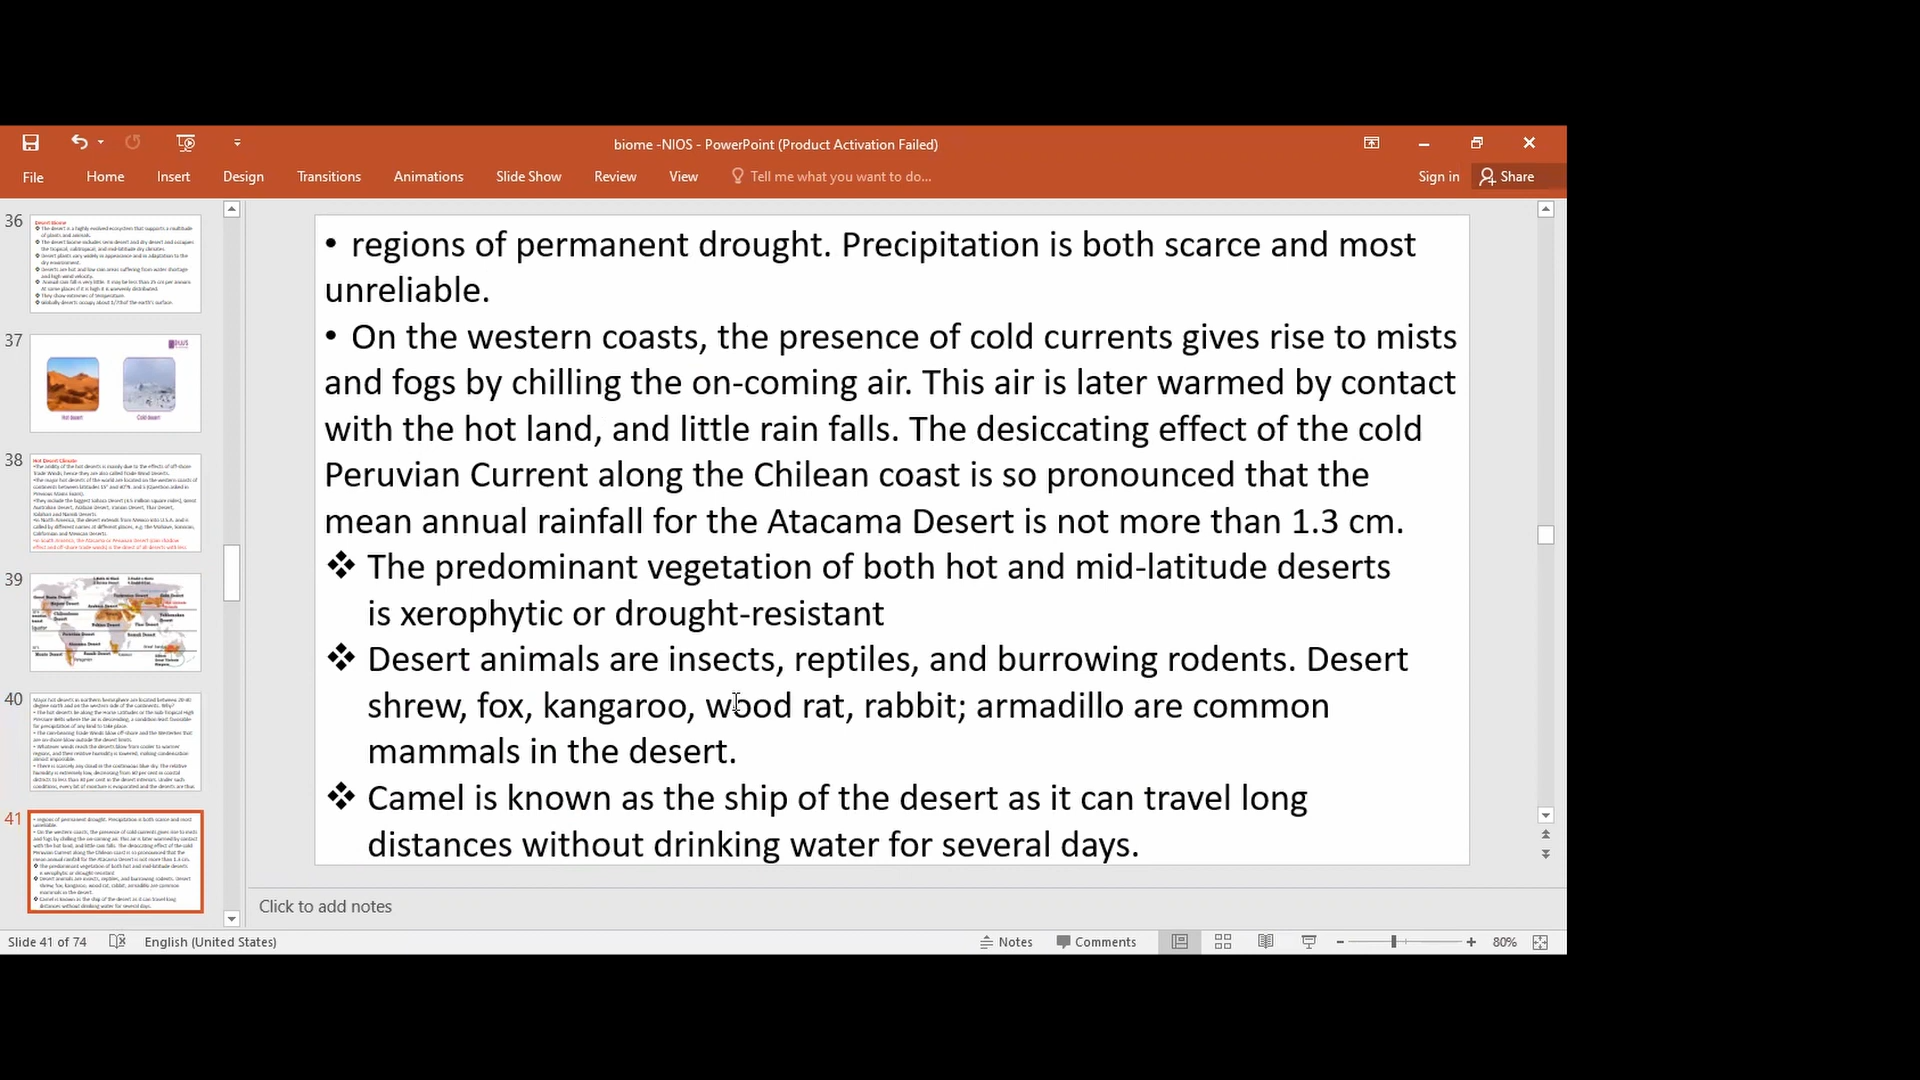 biome -NIOS - PowerPoint (Product Activation Failed)
File Home Insert Design Transitions Animations Slide Show Review View Tell me what you want to do... Sign in Share
36
Desert Biome
37
Hot desert Cold desert
38
Hot Desert Climate
39
40
41
• regions of permanent drought. Precipitation is both scarce and most
unreliable.
• On the western coasts, the presence of cold currents gives rise to mists
and fogs by chilling the on-coming air. This air is later warmed by contact
with the hot land, and little rain falls. The desiccating effect of the cold
Peruvian Current along the Chilean coast is so pronounced that the
mean annual rainfall for the Atacama Desert is not more than 1.3 cm.
❖ The predominant vegetation of both hot and mid-latitude deserts
is xerophytic or drought-resistant
❖ Desert animals are insects, reptiles, and burrowing rodents. Desert
shrew, fox, kangaroo, wood rat, rabbit; armadillo are common
mammals in the desert.
❖ Camel is known as the ship of the desert as it can travel long
distances without drinking water for several days.
Click to add notes
Slide 41 of 74 English (United States) Notes Comments 80%